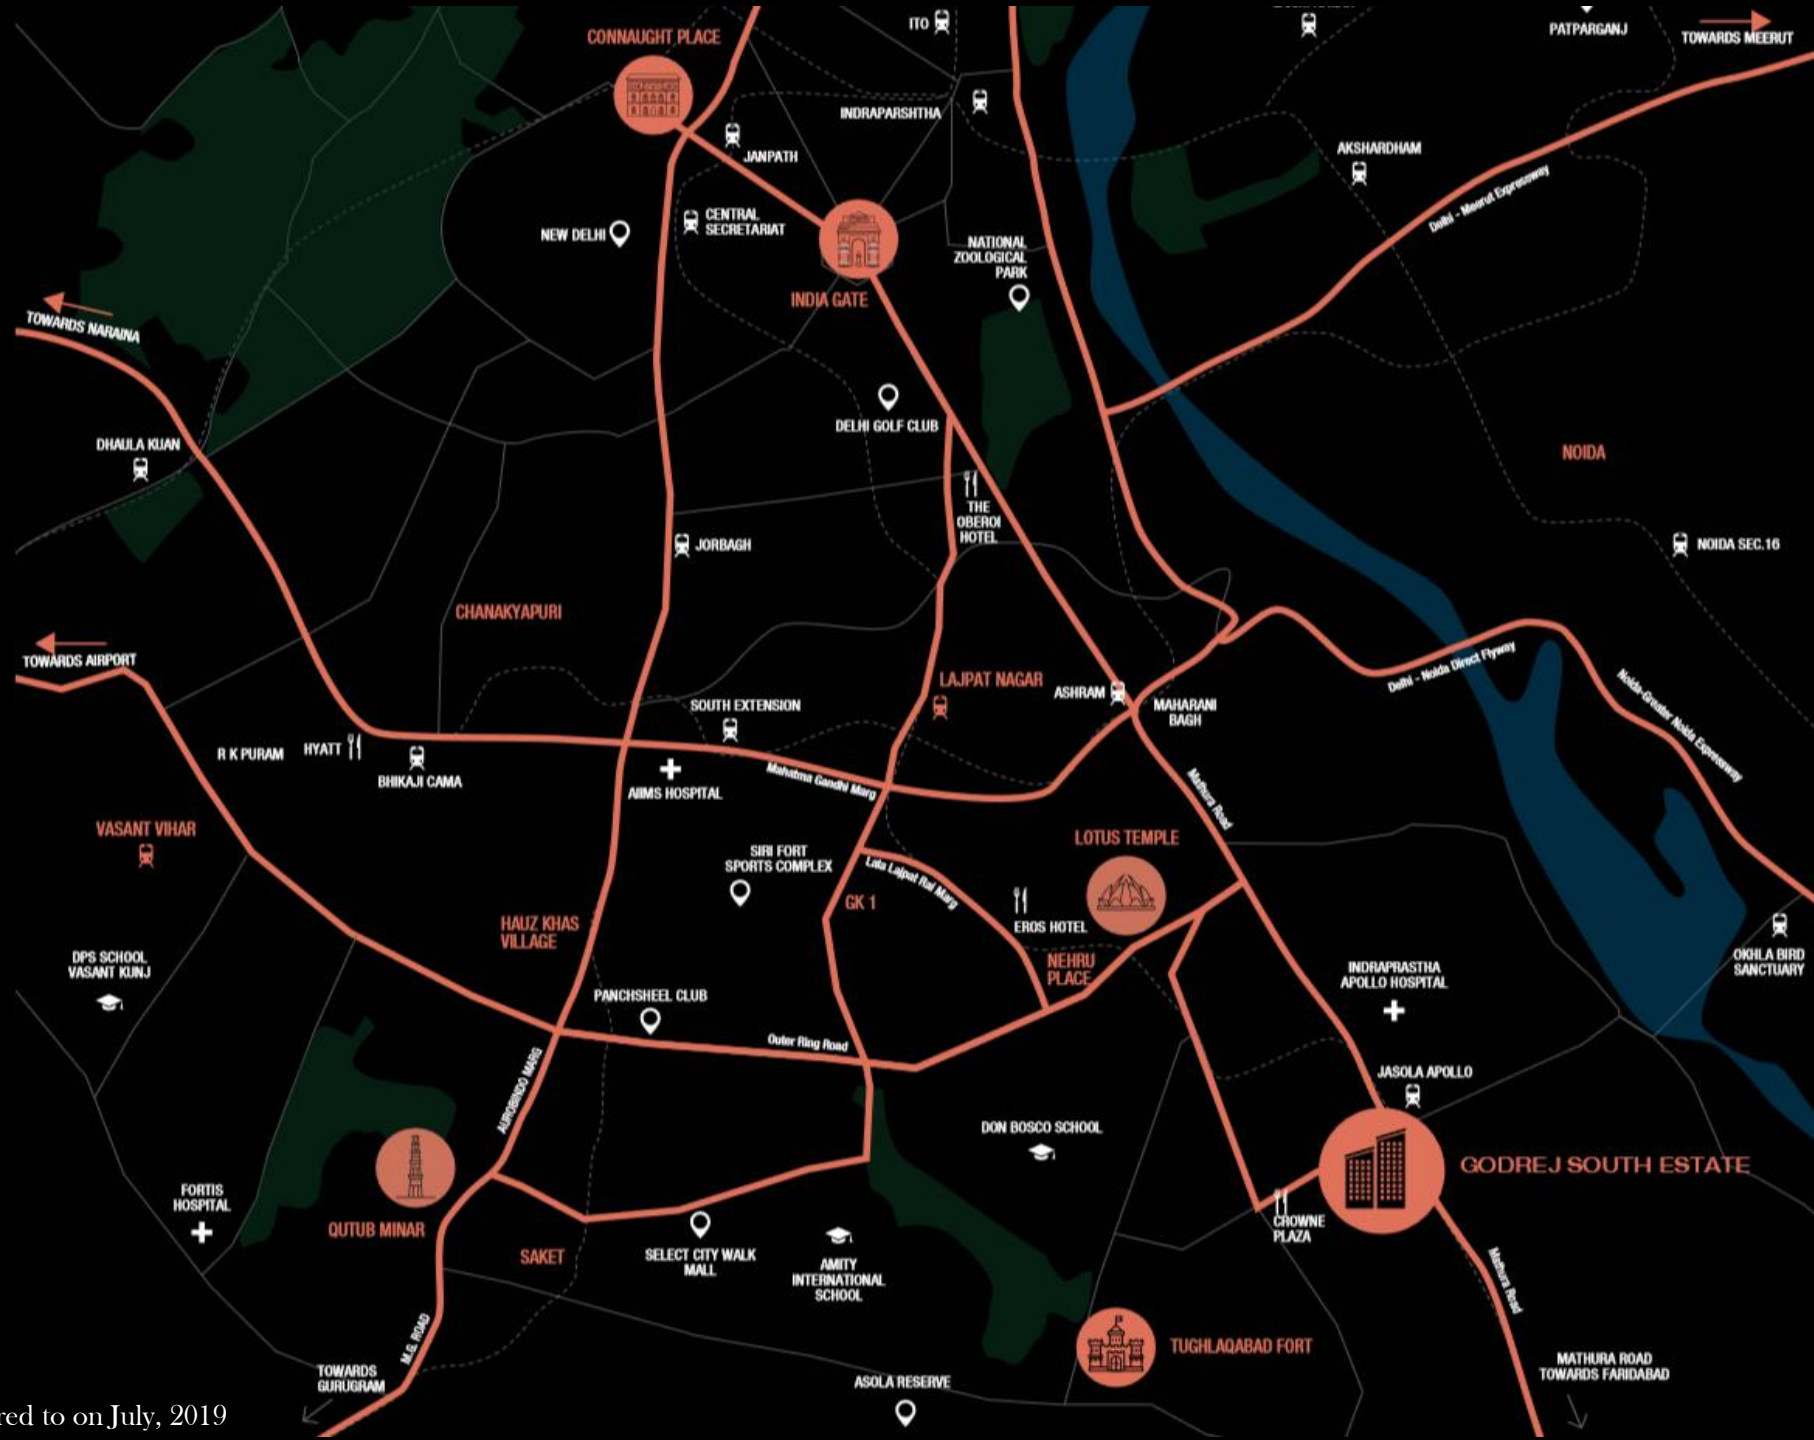 CONNAUGHT PLACE
ITO
PATPARGANJ
TOWARDS MEERUT
INDRAPARSHTHA
JANPATH
AKSHARDHAM
Delhi - Meerut Expressway
CENTRAL
SECRETARIAT
NEW DELHI
NATIONAL
ZOOLOGICAL
PARK
INDIA GATE
TOWARDS NARAINA
DELHI GOLF CLUB
DHAULA KUAN
NOIDA
THE
OBEROI
HOTEL
JORBAGH
NOIDA SEC.16
CHANAKYAPURI
TOWARDS AIRPORT
LAJPAT NAGAR
ASHRAM
MAHARANI
BAGH
Delhi - Noida Direct Flyway
Noida-Greater Noida Expressway
SOUTH EXTENSION
R K PURAM
HYATT
BHIKAJI CAMA
Mahatma Gandhi Marg
AIIMS HOSPITAL
Mathura Road
VASANT VIHAR
LOTUS TEMPLE
SIRI FORT
SPORTS COMPLEX
Lala Lajpat Rai Marg
GK 1
EROS HOTEL
HAUZ KHAS
VILLAGE
NEHRU
PLACE
DPS SCHOOL
VASANT KUNJ
INDRAPRASTHA
APOLLO HOSPITAL
OKHLA BIRD
SANCTUARY
PANCHSHEEL CLUB
Outer Ring Road
AUROBINDO MARG
JASOLA APOLLO
DON BOSCO SCHOOL
GODREJ SOUTH ESTATE
FORTIS
HOSPITAL
QUTUB MINAR
CROWNE
PLAZA
SAKET
SELECT CITY WALK
MALL
AMITY
INTERNATIONAL
SCHOOL
Mathura Road
M.G. ROAD
TUGHLAQABAD FORT
TOWARDS
GURUGRAM
MATHURA ROAD
TOWARDS FARIDABAD
ASOLA RESERVE
red to on July, 2019